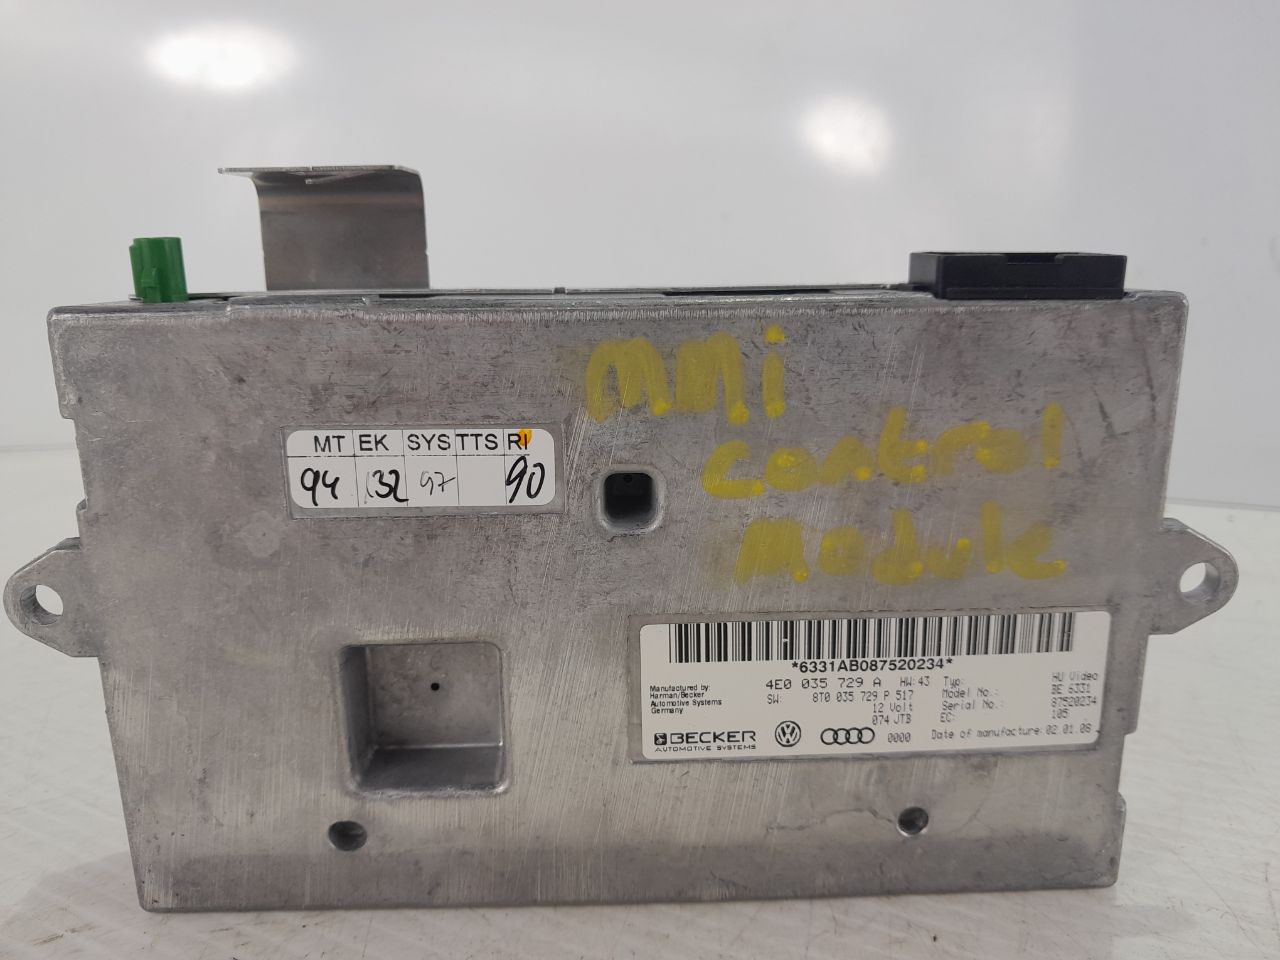 MMi
control
Module
MT EK SYS TTS RI
94 132 97 90
*6331AB087520234*
Manufactured by:
Harman/Becker
Automotive Systems
Germany
4E0 035 729 A HW: 43
SW: 8T0 035 729 P 517
12 Volt
074 JTB
Typ: HU Video
Model No.: BE 6331
Serial No.: 87520234
EC: 105
BECKER
AUTOMOTIVE SYSTEMS
0000
Date of manufacture: 02.01.08